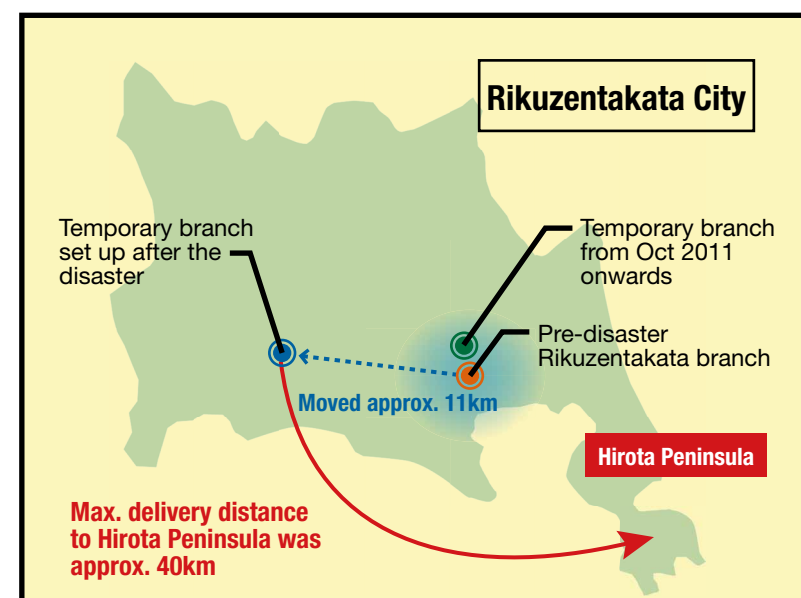 Rikuzentakata City
Temporary branch
set up after the
disaster
Temporary branch
from Oct 2011
onwards
Pre-disaster
Rikuzentakata branch
Moved approx. 11km
Hirota Peninsula
Max. delivery distance
to Hirota Peninsula was
approx. 40km